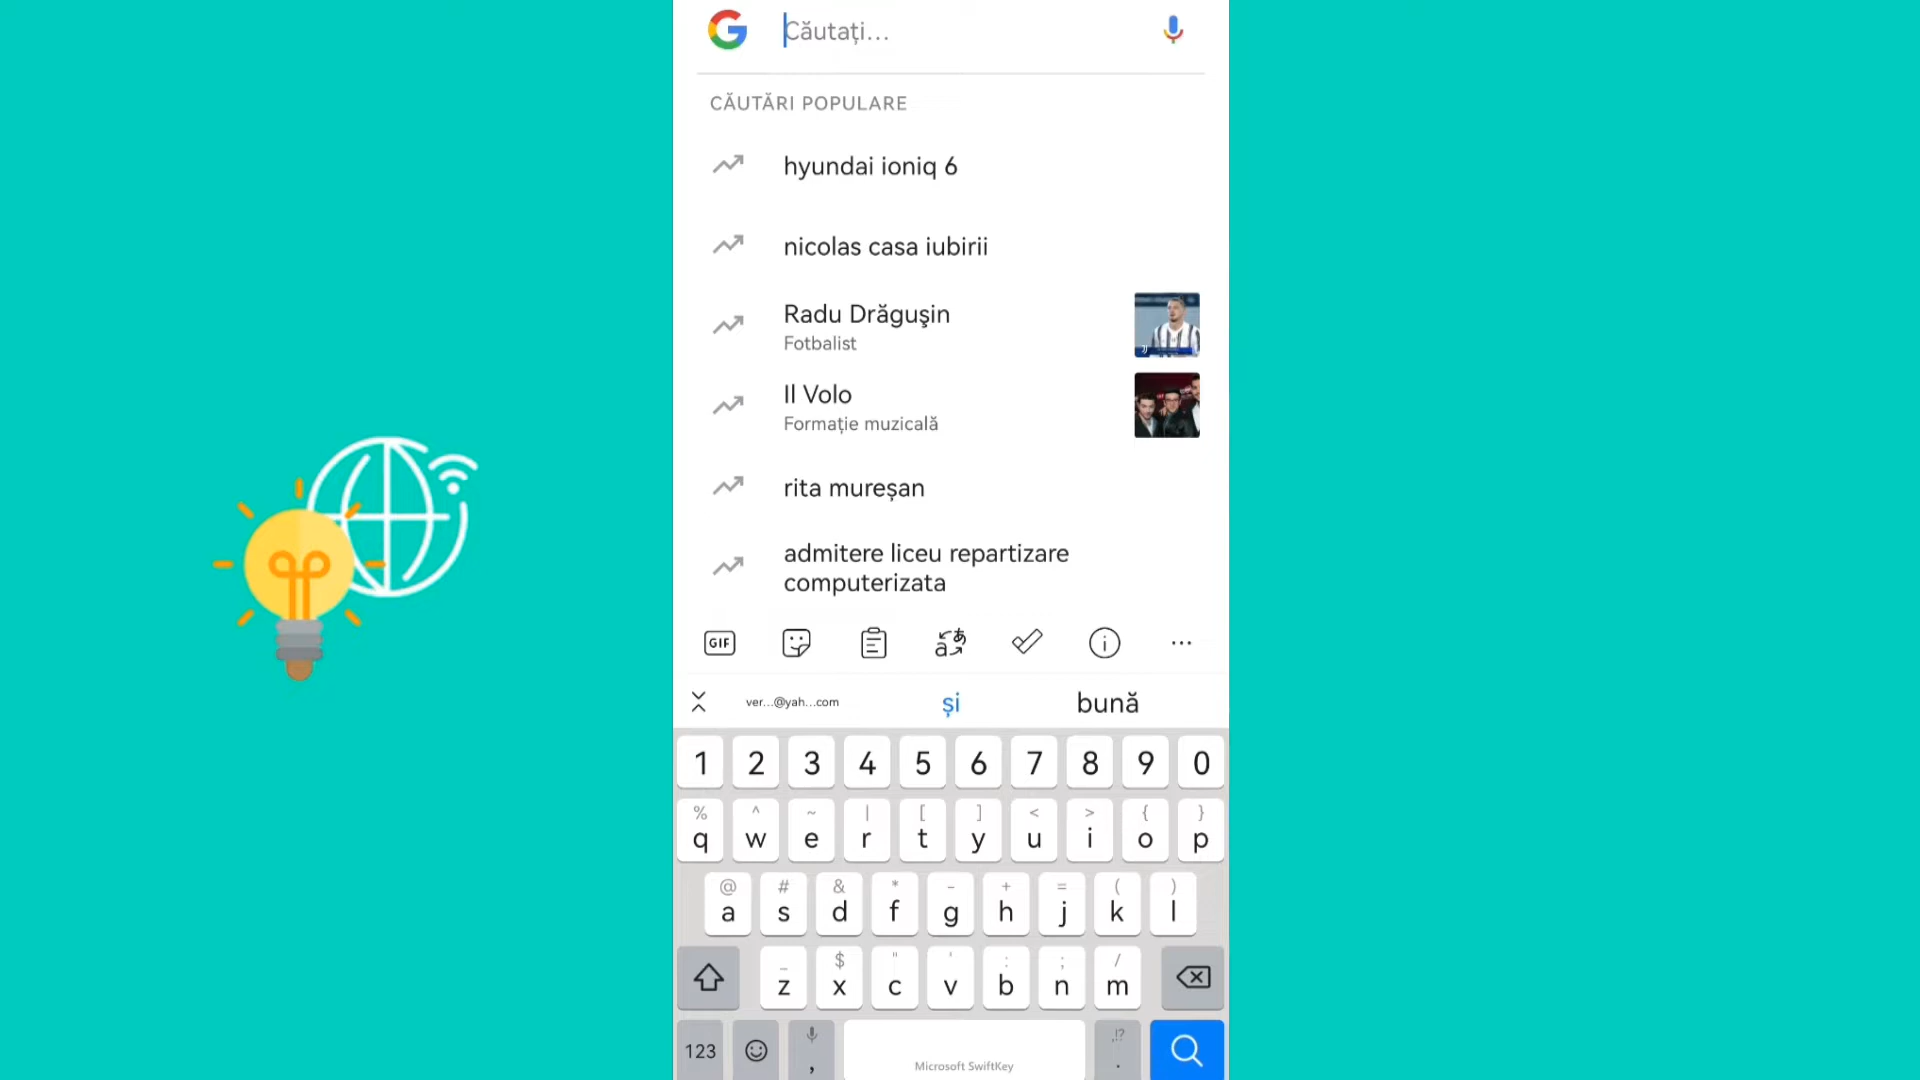 Căutați...
CĂUTĂRI POPULARE
hyundai ioniq 6
nicolas casa iubirii
Radu Drăgușin
Fotbalist
Il Volo
Formație muzicală
rita mureșan
admitere liceu repartizare
computerizata
GIF
ver...@yah...com și bună
1 2 3 4 5 6 7 8 9 0
% ^ ~ | [ ] < > { }
q w e r t y u i o p
@ # & * - + = ( )
a s d f g h j k l
_ $ " ' : ; /
z x c v b n m
,!?
123 , .
Microsoft SwiftKey